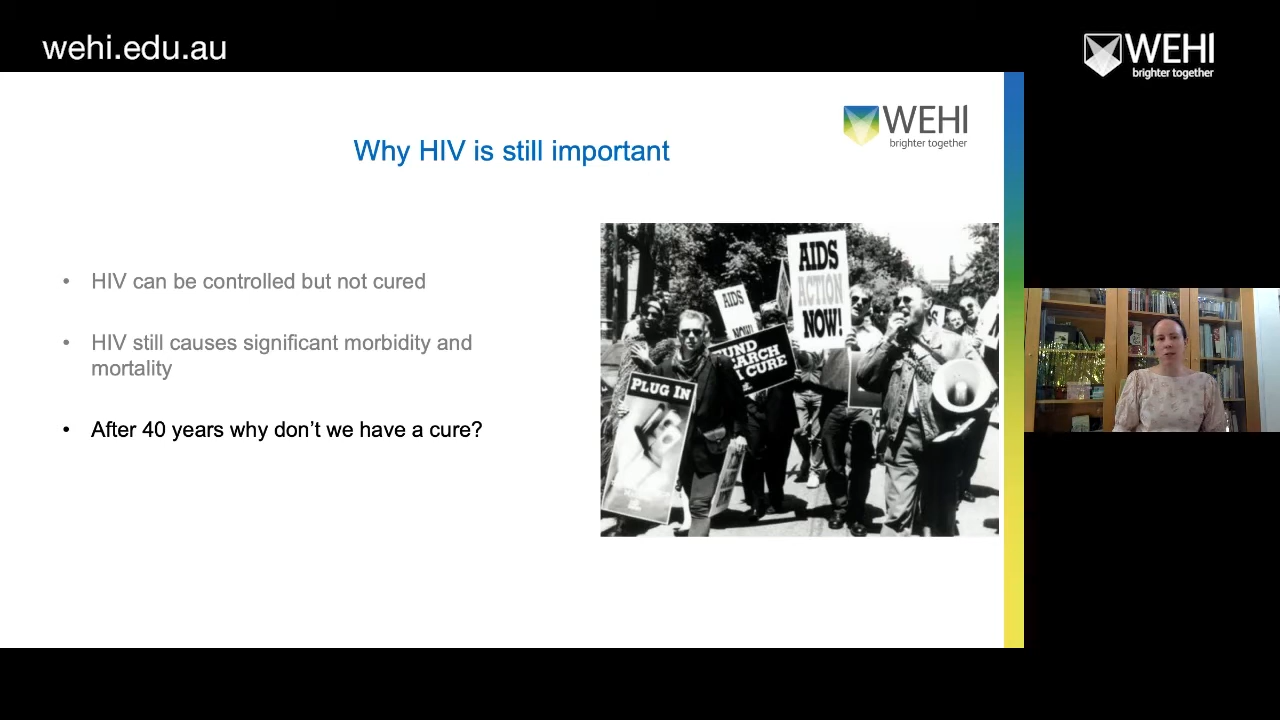 wehi.edu.au
WEHI
brighter together
WEHI
brighter together
Why HIV is still important
• HIV can be controlled but not cured
• HIV still causes significant morbidity and
mortality
• After 40 years why don't we have a cure?
AIDS
ACTION
NOW!
AIDS
NOW!
CURE
PLUG IN